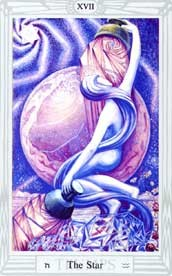 XVII
ה The Star ♒